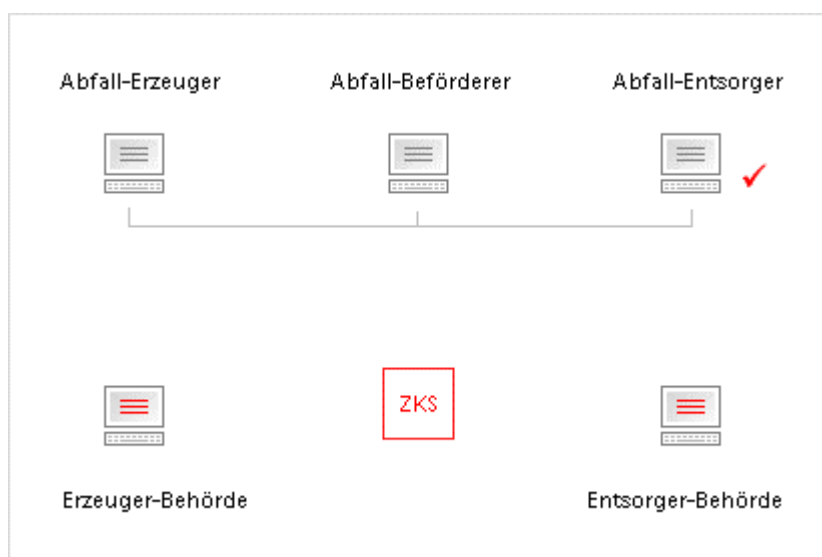 Abfall-Erzeuger
Abfall-Beförderer
Abfall-Entsorger
ZKS
Erzeuger-Behörde
Entsorger-Behörde